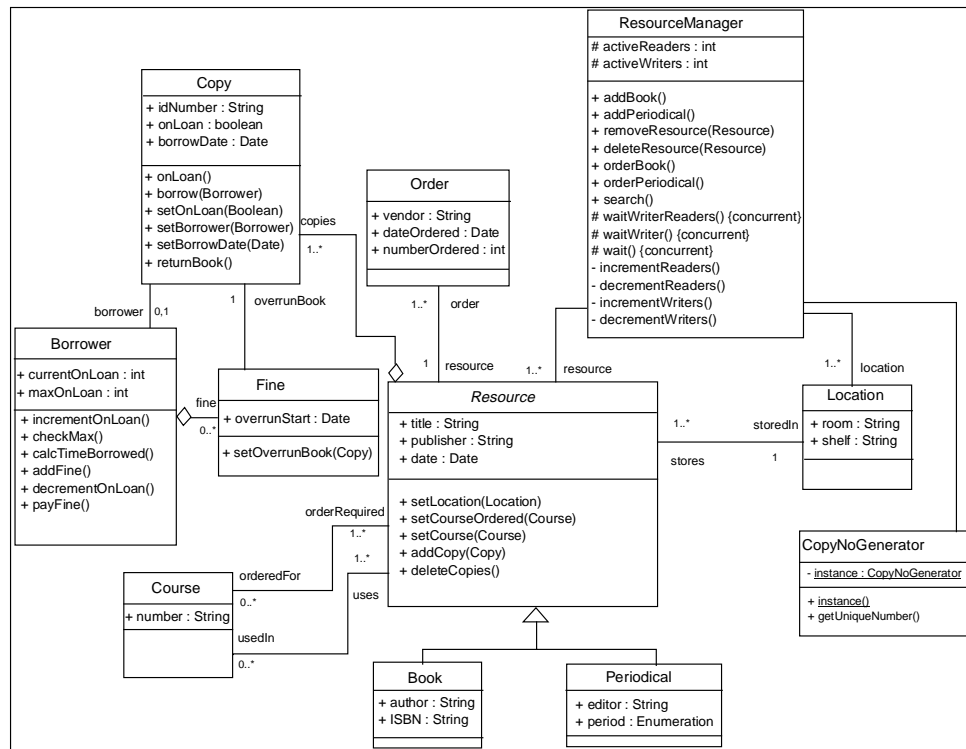 ResourceManager
# activeReaders : int
# activeWriters : int
+ addBook()
+ addPeriodical()
+ removeResource(Resource)
+ deleteResource(Resource)
+ orderBook()
+ orderPeriodical()
+ search()
# waitWriterReaders() {concurrent}
# waitWriter() {concurrent}
# wait() {concurrent}
- incrementReaders()
- decrementReaders()
- incrementWriters()
- decrementWriters()
Copy
+ idNumber : String
+ onLoan : boolean
+ borrowDate : Date
+ onLoan()
+ borrow(Borrower)
+ setOnLoan(Boolean)
+ setBorrower(Borrower)
+ setBorrowDate(Date)
+ returnBook()
copies
1..*
Order
+ vendor : String
+ dateOrdered : Date
+ numberOrdered : int
1..*
order
1
resource
1..*
resource
1..*
location
borrower
0,1
1
overrunBook
Borrower
+ currentOnLoan : int
+ maxOnLoan : int
+ incrementOnLoan()
+ checkMax()
+ calcTimeBorrowed()
+ addFine()
+ decrementOnLoan()
+ payFine()
fine
0..*
Fine
+ overrunStart : Date
+ setOverrunBook(Copy)
Resource
+ title : String
+ publisher : String
+ date : Date
+ setLocation(Location)
+ setCourseOrdered(Course)
+ setCourse(Course)
+ addCopy(Copy)
+ deleteCopies()
1..*
storedIn
stores
1
Location
+ room : String
+ shelf : String
CopyNoGenerator
- instance : CopyNoGenerator
+ instance()
+ getUniqueNumber()
orderRequired
1..*
orderedFor
0..*
1..*
uses
usedIn
0..*
Course
+ number : String
Book
+ author : String
+ ISBN : String
Periodical
+ editor : String
+ period : Enumeration